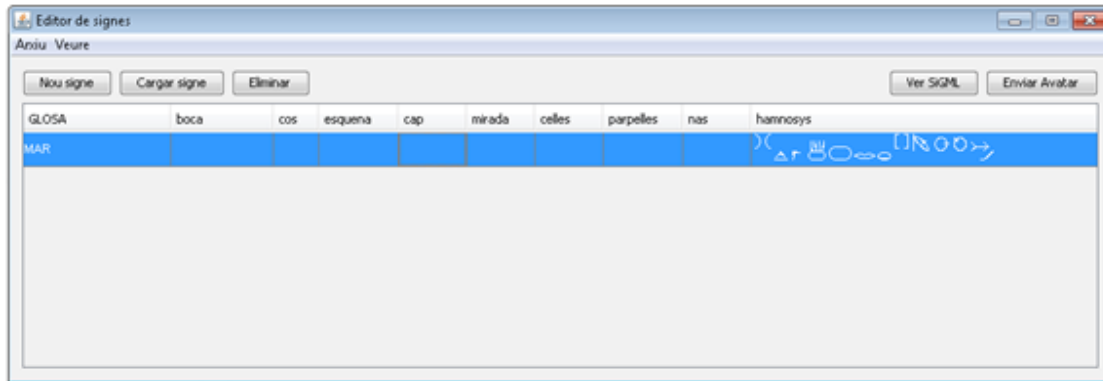 Editor de signes
Arxiu Veure
Nou signe Cargar signe Eliminar Ver SiGML Enviar Avatar
GLOSA boca cos esquena cap mirada celles parpelles nas hamnosys
MAR